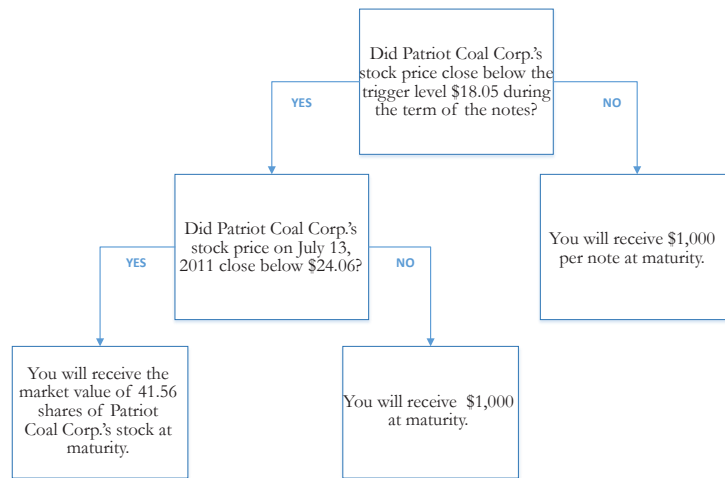 Did Patriot Coal Corp.'s
stock price close below the
trigger level $18.05 during
the term of the notes?
YES
NO
Did Patriot Coal Corp.'s
stock price on July 13,
2011 close below $24.06?
You will receive $1,000
per note at maturity.
YES
NO
You will receive the
market value of 41.56
shares of Patriot
Coal Corp.'s stock at
maturity.
You will receive $1,000
at maturity.